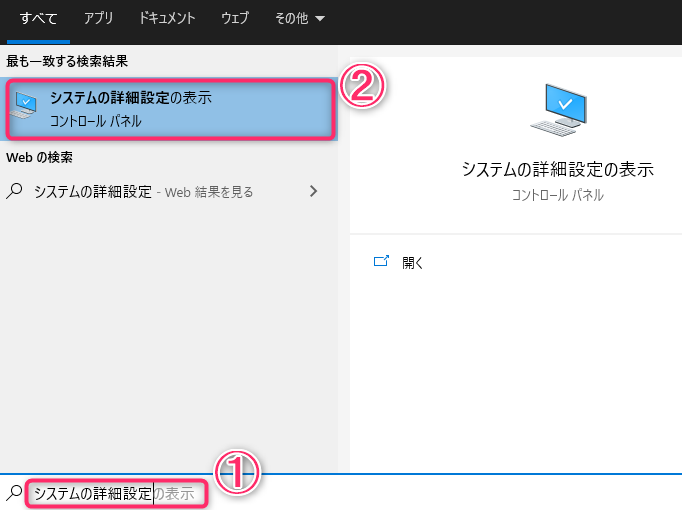 すべて アプリ ドキュメント ウェブ その他
最も一致する検索結果
システムの詳細設定の表示
コントロール パネル
②
Web の検索
システムの詳細設定 - Web 結果を見る
システムの詳細設定の表示
コントロール パネル
開く
①
システムの詳細設定の表示